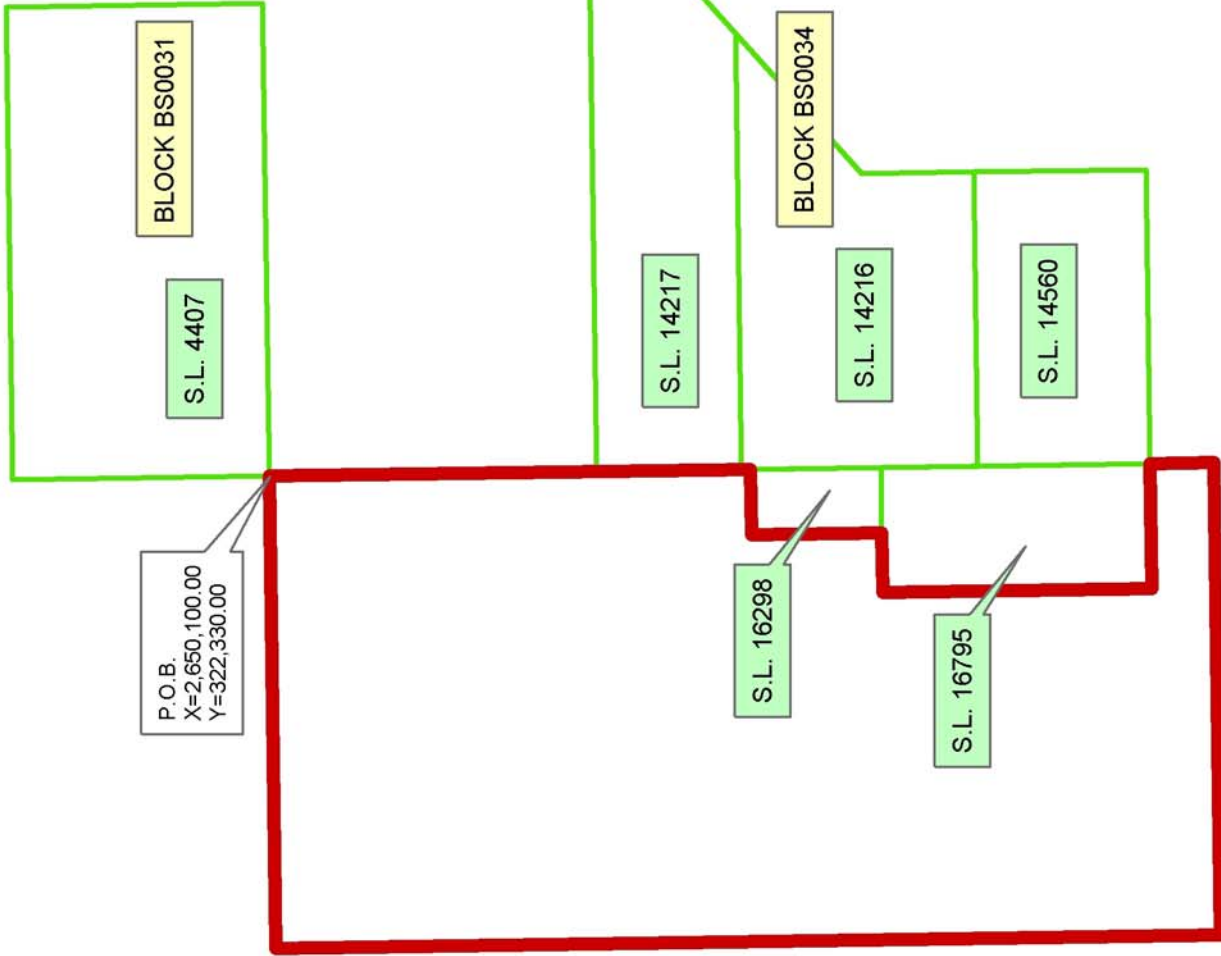 P.O.B.
X=2,650,100.00
Y=322,330.00
BLOCK BS0031
S.L. 4407
S.L. 14217
S.L. 16298
BLOCK BS0034
S.L. 14216
S.L. 16795
S.L. 14560